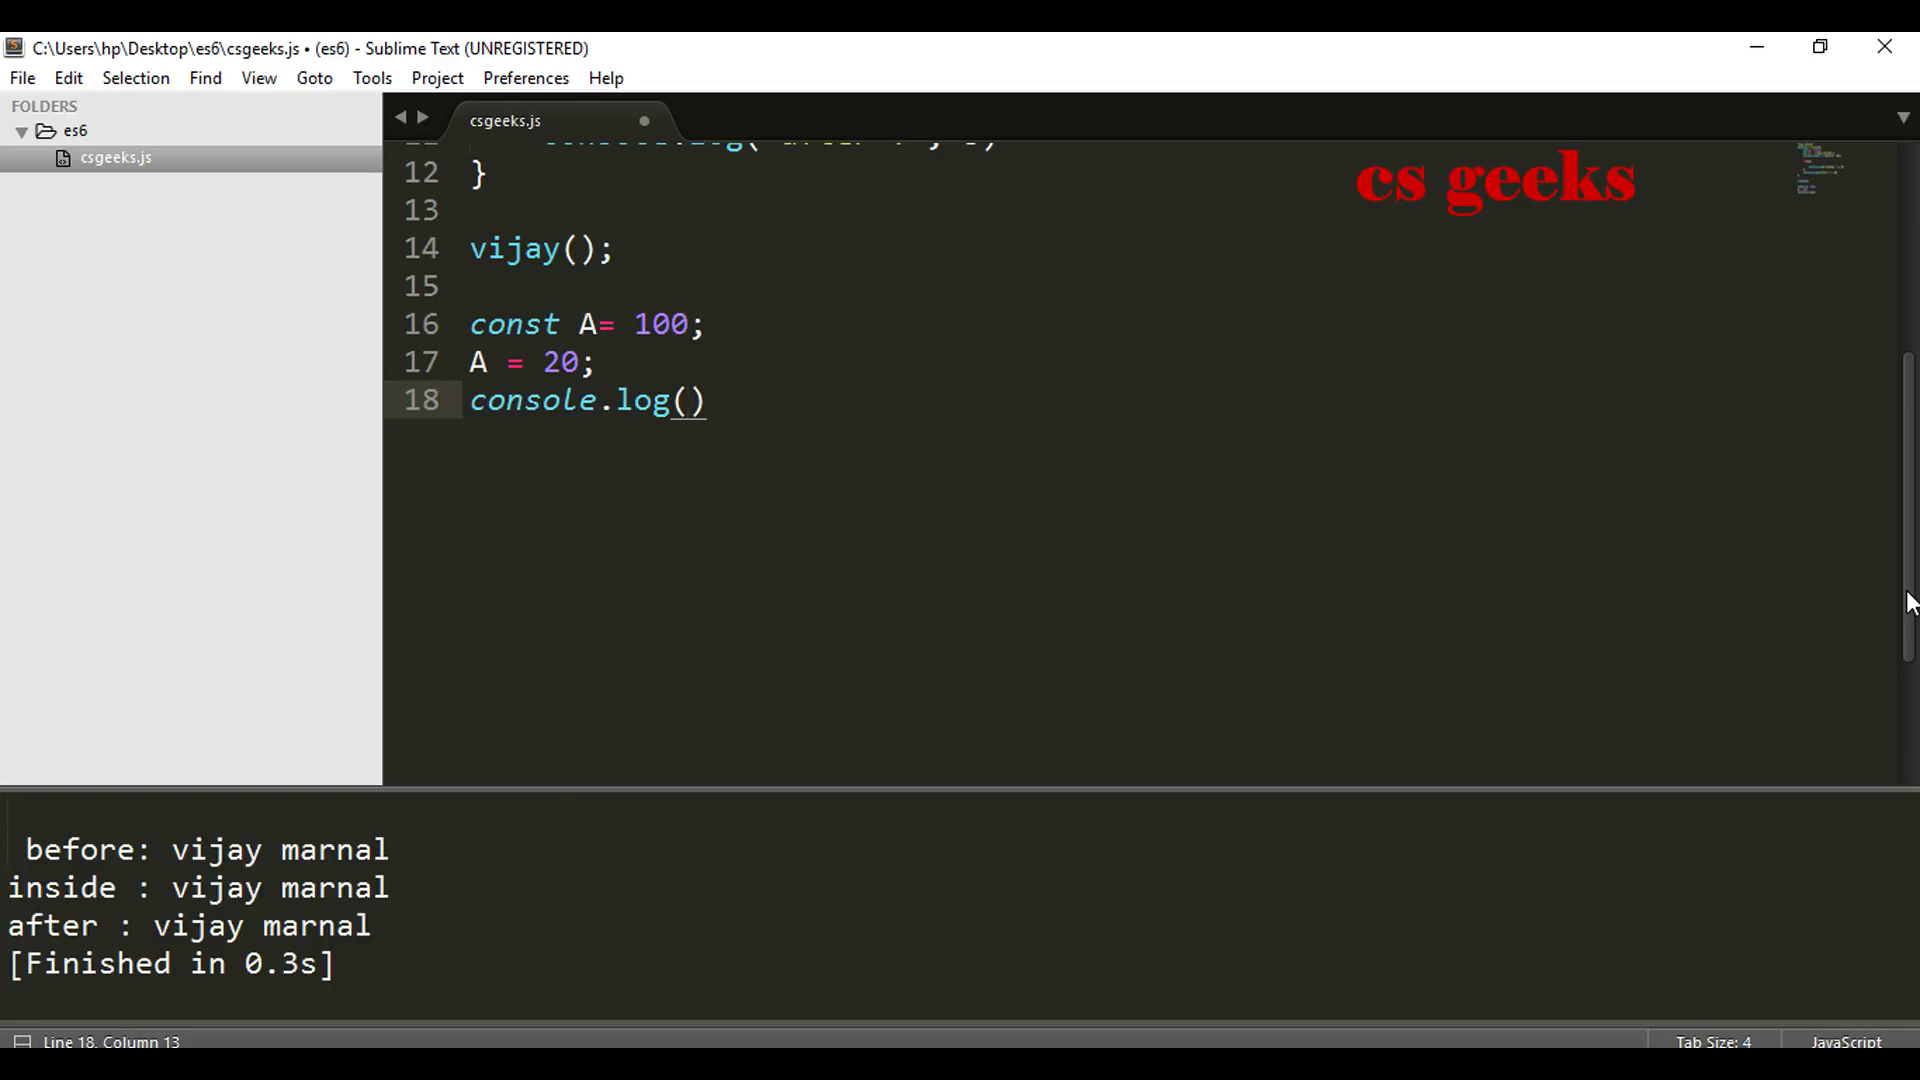 C:\Users\hp\Desktop\es6\csgeeks.js • (es6) - Sublime Text (UNREGISTERED)
File Edit Selection Find View Goto Tools Project Preferences Help
FOLDERS
es6
csgeeks.js
csgeeks.js
cs geeks
12 }
13
14 vijay();
15
16 const A= 100;
17 A = 20;
18 console.log()
before: vijay marnal
inside : vijay marnal
after : vijay marnal
[Finished in 0.3s]
Line 18, Column 13
Tab Size: 4
JavaScript